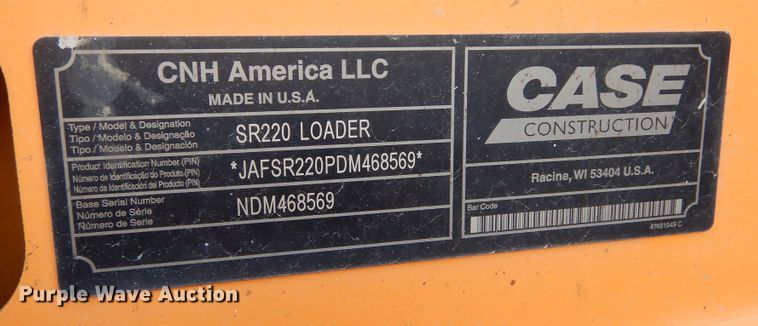 CNH America LLC
MADE IN U.S.A.
Type / Model & Designation
Tipo / Modelo & Designação
Tipo / Modelo & Designación
SR220 LOADER
Product Identification Number (PIN)
Número de Identificação do Produto (PIN)
Número de Identificación del Producto (PIN)
*JAFSR220PDM468569*
Base Serial Number
Número de Série
Número de Serie
NDM468569
CASE
CONSTRUCTION
Racine, WI 53404 U.S.A.
Bar Code
47461949 C
Purple Wave Auction